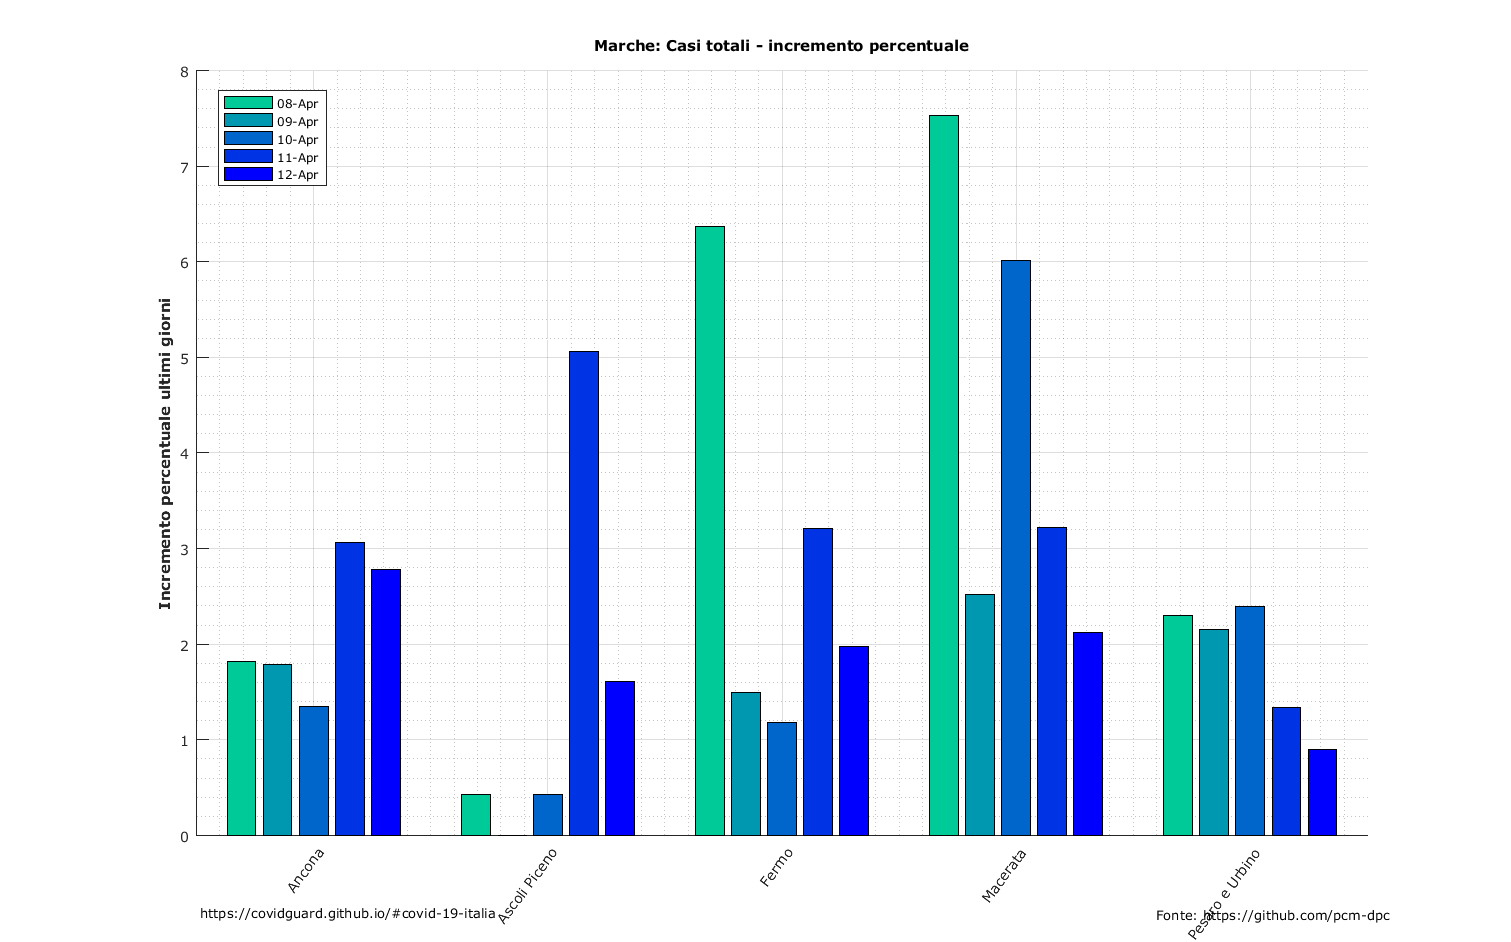 Marche: Casi totali - incremento percentuale
8
7
6
5
4
3
2
1
0
Incremento percentuale ultimi giorni
08-Apr
09-Apr
10-Apr
11-Apr
12-Apr
Ancona
Ascoli Piceno
Fermo
Macerata
Pesaro e Urbino
https://covidguard.github.io/#covid-19-italia
Fonte: https://github.com/pcm-dpc